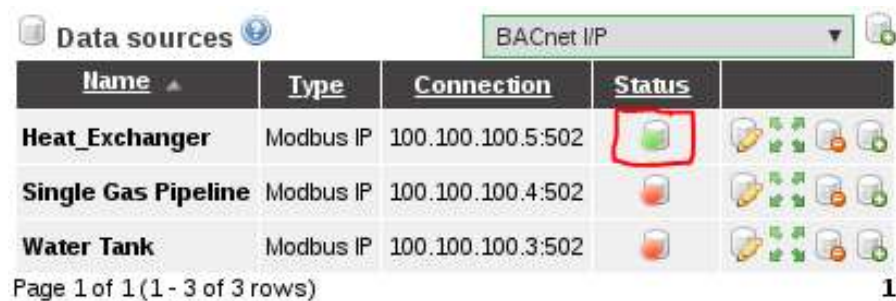 Data sources BACnet I/P
Name Type Connection Status
Heat_Exchanger Modbus IP 100.100.100.5:502
Single Gas Pipeline Modbus IP 100.100.100.4:502
Water Tank Modbus IP 100.100.100.3:502
Page 1 of 1 (1 - 3 of 3 rows) 1